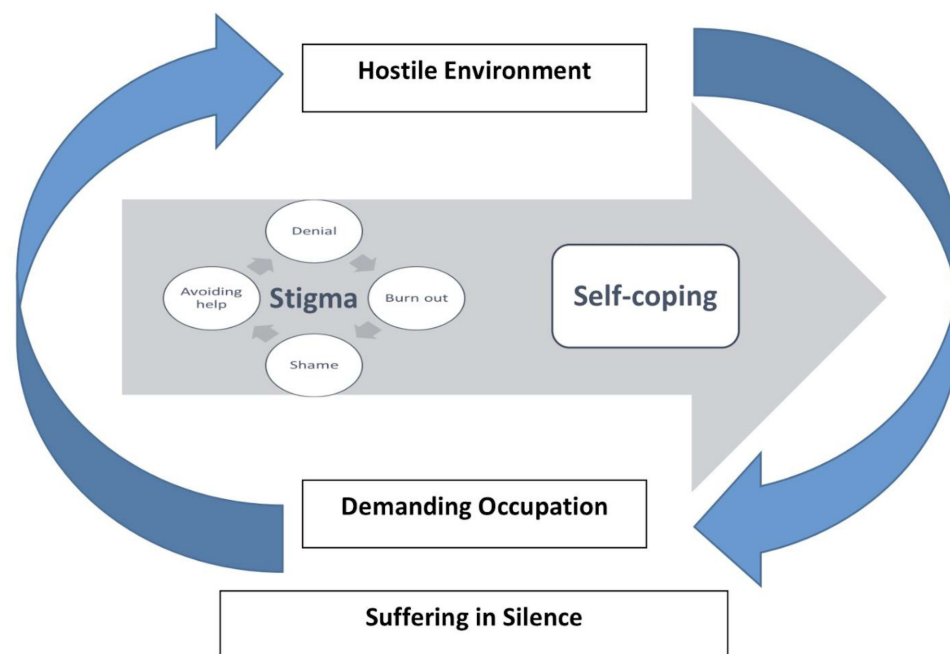 Hostile Environment
Denial
Avoiding
help
Stigma
Burn out
Shame
Self-coping
Demanding Occupation
Suffering in Silence